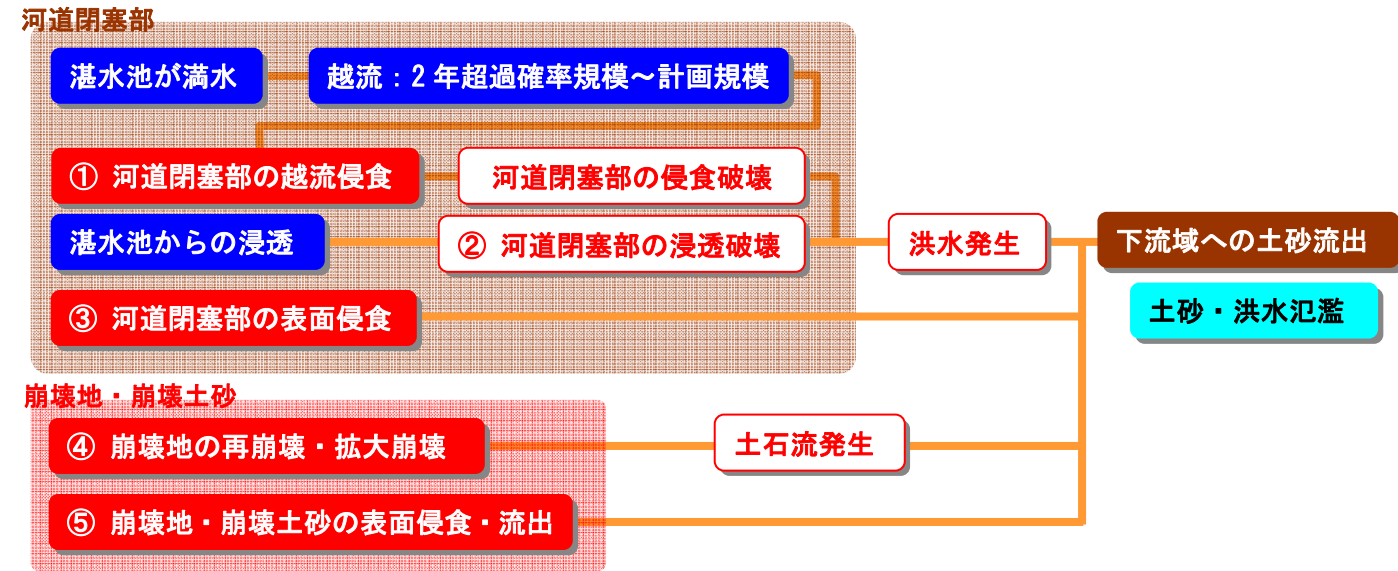 河道閉塞部
湛水池が満水
越流：2年超過確率規模～計画規模
① 河道閉塞部の越流侵食
河道閉塞部の侵食破壊
湛水池からの浸透
② 河道閉塞部の浸透破壊
洪水発生
下流域への土砂流出
③ 河道閉塞部の表面侵食
土砂・洪水氾濫
崩壊地・崩壊土砂
④ 崩壊地の再崩壊・拡大崩壊
土石流発生
⑤ 崩壊地・崩壊土砂の表面侵食・流出